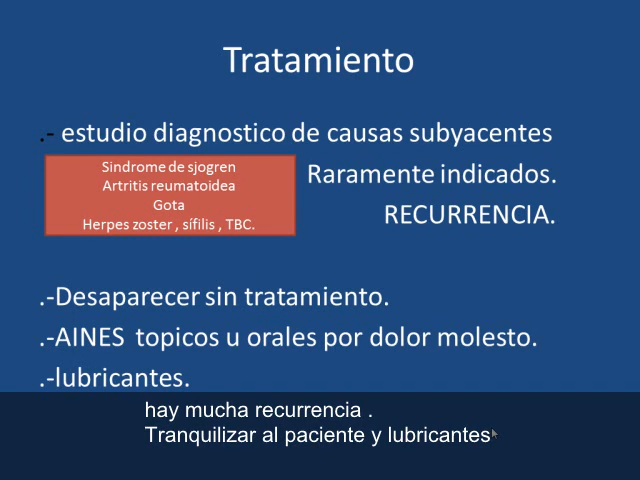 Tratamiento
.- estudio diagnostico de causas subyacentes
Sindrome de sjogren
Artritis reumatoidea
Gota
Herpes zoster , sífilis , TBC.
Raramente indicados.
RECURRENCIA.
.-Desaparecer sin tratamiento.
.-AINES topicos u orales por dolor molesto.
.-lubricantes.
hay mucha recurrencia .
Tranquilizar al paciente y lubricantes